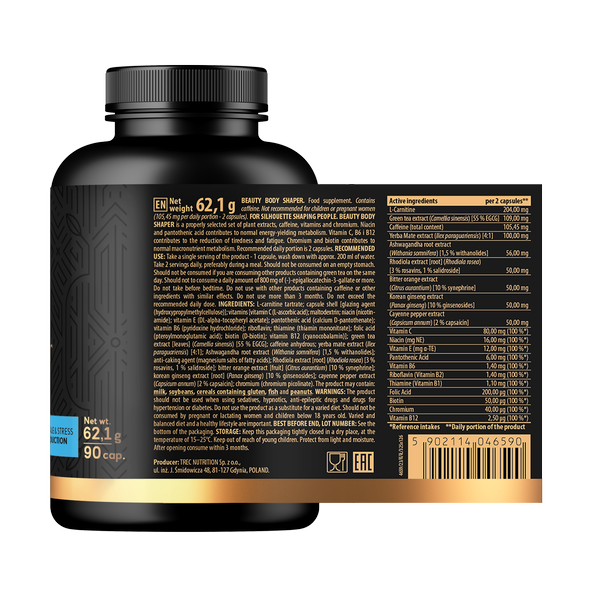 & STRESS
Net wt.
62,1 g
90 cap.
EN Net weight 62,1 g BEAUTY BODY SHAPER. Food supplement. Contains
caffeine. Not recommended for children or pregnant women
(105,45 mg per daily portion - 2 capsules). FOR SILHOUETTE SHAPING PEOPLE. BEAUTY BODY
SHAPER is a properly selected set of plant extracts, caffeine, vitamins and chromium. Niacin
and pantothenic acid contributes to normal energy-yielding metabolism. Vitamin C, B6 i B12
contributes to the reduction of tiredness and fatigue. Chromium and biotin contributes to
normal macronutrient metabolism. Recommended daily portion is 2 capsules. RECOMMENDED
USE: Take a single serving of the product - 1 capsule, wash down with approx. 200 ml of water.
Take 2 servings daily, preferably during a meal. Should not be consumed on an empty stomach.
Should not be consumed if you are consuming other products containing green tea on the same
day. Should not to consume a daily amount of 800 mg of (-)-epigallocatechin-3-gallate or more.
Do not take before bedtime. Do not use with other products containing caffeine or other
ingredients with similar effects. Do not use more than 3 months. Do not exceed the
recommended daily dose. INGREDIENTS: L-carnitine tartrate; capsule shell [glazing agent
(hydroxypropylmethylcellulose)]; vitamins [vitamin C (L-ascorbic acid)]; maltodextrin; niacin (nicotin-
amide); vitamin E (DL-alpha-tocopheryl acetate); pantothenic acid (calcium D-pantothenate);
vitamin B6 (pyridoxine hydrochloride); riboflavin; thiamin (thiamin mononitrate); folic acid
(pteroylmonoglutamic acid); biotin (D-biotin); vitamin B12 (cyanocobalamin)]; green tea
extract (Camellia sinensis) [55% EGCG]; caffeine anhydrous; yerba mate extract (Ilex
paraguariensis) [4:1]; Ashwagandha root extract (Withania somnifera) [1,5 % withanolides];
anti-caking agent (magnesium salts of fatty acids); Rhodiola extract [root] (Rhodiola rosea) [3 %
rosavins, 1 % salidroside]; bitter orange extract [fruit] (Citrus aurantium) [10 % synephrine];
korean ginseng extract [root] (Panax ginseng) [10 % ginsenosides]; cayenne pepper extract
(Capsicum annum) [2 % capsaicin]; chromium (chromium picolinate). The product may contain:
milk, soybeans, cereals containing gluten, fish and peanuts. WARNINGS: The product
should not be used when using sedatives, hypnotics, anti-epilepsy drugs and drugs for
hypertension or diabetes. Do not use the product as a substitute for a varied diet. Should not be
consumed by pregnant or lactating women and children below 18 years old. Varied and
balanced diet and a healthy lifestyle are important. BEST BEFORE END, LOT NUMBER: See the
bottom of the packaging. STORAGE: Keep this packaging tightly closed in a dry place, at the
temperature of 15–25°C. Keep out of reach of young children. Protect from light and moisture.
After opening consume within 3 months.
Producer: TREC NUTRITION Sp. z o.o.,
ul. inż. J. Śmidowicza 48, 81-127 Gdynia, POLAND.
EAC
Active ingredients per 2 capsules**
L-Carnitine 204,00 mg
Green tea extract (Camellia sinensis) [55 % EGCG] 109,00 mg
Caffeine (total content) 105,45 mg
Yerba Mate extract (Ilex paraguariensis) [4:1] 100,00 mg
Ashwagandha root extract
(Withania somnifera) [1,5 % withanolides] 56,00 mg
Rhodiola extract [root] (Rhodiola rosea)
[3 % rosavins, 1 % salidroside] 50,00 mg
Bitter orange extract
(Citrus aurantium) [10 % synephrine] 50,00 mg
Korean ginseng extract
[root] (Panax ginseng) [10 % ginsenosides] 50,00 mg
Cayenne pepper extract
(Capsicum annum) [2 % capsaicin] 50,00 mg
Vitamin C 80,00 mg (100 %*)
Niacin (mg NE) 16,00 mg (100 %*)
Vitamin E (mg α-TE) 12,00 mg (100 %*)
Pantothenic Acid 6,00 mg (100 %*)
Vitamin B6 1,40 mg (100 %*)
Riboflavin (Vitamin B2) 1,40 mg (100 %*)
Thiamine (Vitamin B1) 1,10 mg (100 %*)
Folic Acid 200,00 µg (100 %*)
Biotin 50,00 µg (100 %*)
Chromium 40,00 µg (100 %*)
Vitamin B12 2,50 µg (100 %*)
*Reference intakes **Daily portion of the product
5 902114 046590